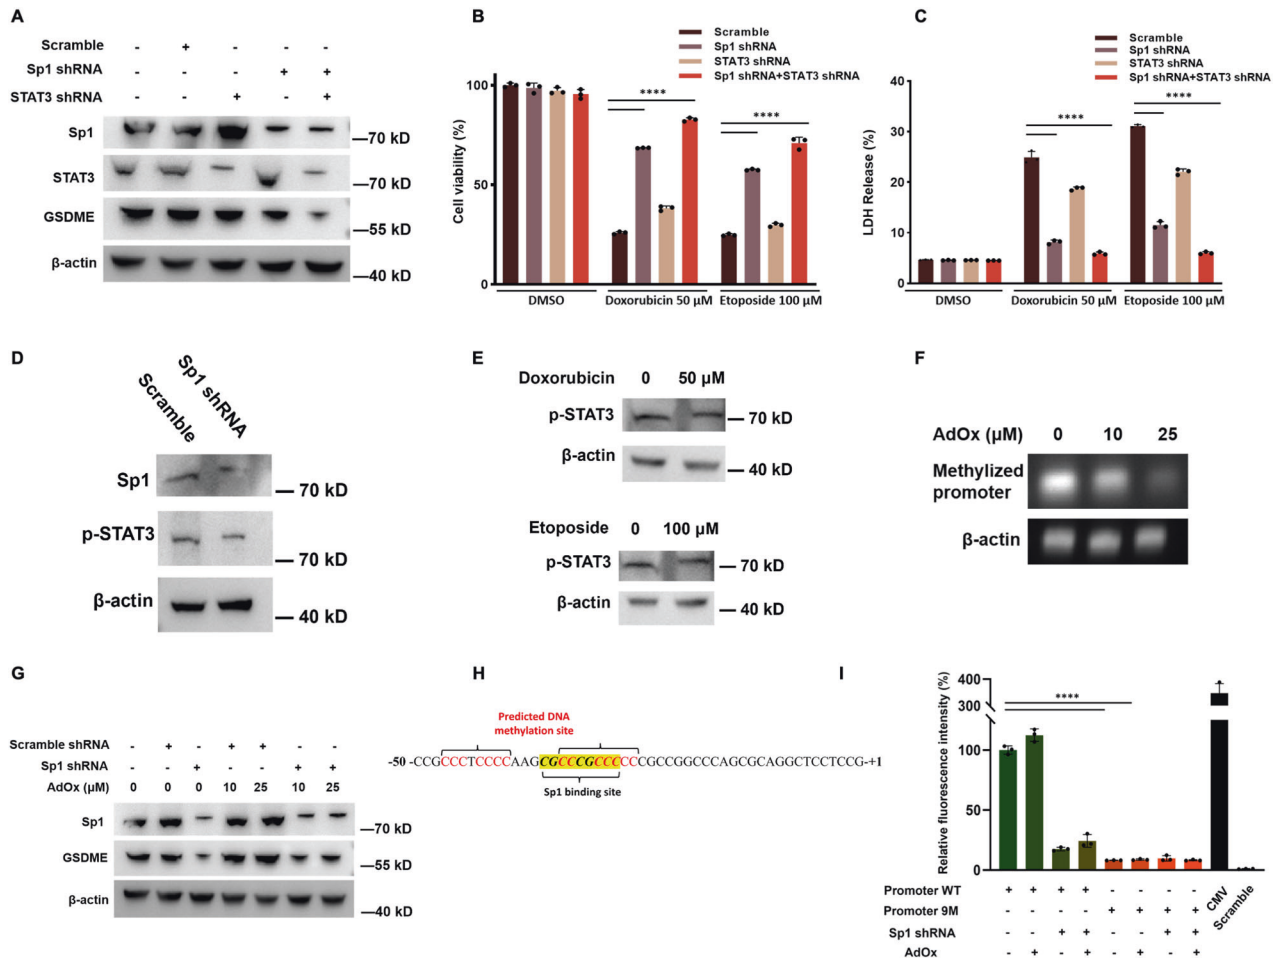 A
Scramble - + - - -
Sp1 shRNA - - - + +
STAT3 shRNA - - + - +
Sp1
—70 kD
STAT3
—70 kD
GSDME
—55 kD
β-actin
—40 kD
B
Scramble
Sp1 shRNA
STAT3 shRNA
Sp1 shRNA+STAT3 shRNA
Cell viability (%)
100
50
0
****
****
DMSO Doxorubicin 50 μM Etoposide 100 μM
C
Scramble
Sp1 shRNA
STAT3 shRNA
Sp1 shRNA+STAT3 shRNA
LDH Release (%)
40
30
20
10
0
****
****
DMSO Doxorubicin 50 μM Etoposide 100 μM
D
Scramble
Sp1 shRNA
Sp1
— 70 kD
p-STAT3
— 70 kD
β-actin
— 40 kD
E
Doxorubicin 0 50 μM
p-STAT3
— 70 kD
β-actin
— 40 kD
Etoposide 0 100 μM
p-STAT3
— 70 kD
β-actin
— 40 kD
F
AdOx (μM) 0 10 25
Methylized
promoter
β-actin
G
Scramble shRNA - + - + + - -
Sp1 shRNA - - + - - + +
AdOx (μM) 0 0 0 10 25 10 25
Sp1
—70 kD
GSDME
—55 kD
β-actin
—40 kD
H
Predicted DNA
methylation site
-50 -CCGCCCTCCCCAAGCGCCCGCCCCCCGCCGGCCCAGCGCAGGCTCCTCCG-+1
Sp1 binding site
I
Relative fluorescence intensity (%)
400
300
100
50
0
****
Promoter WT + + + + - - - -
Promoter 9M - - - - + + + +
Sp1 shRNA - - + + - - + +
AdOx - + - + - + - +
CMV
Scramble